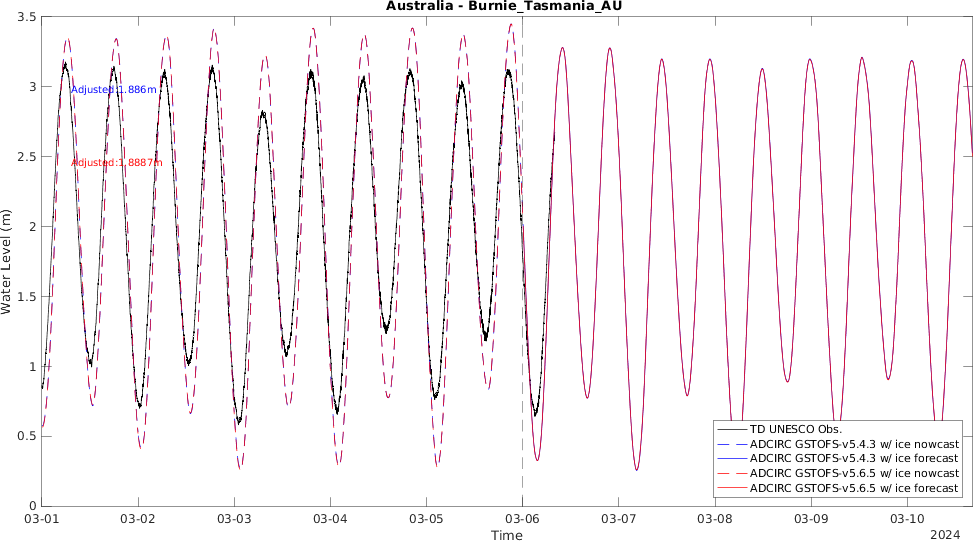 Australia - Burnie_Tasmania_AU
3.5
3
2.5
2
1.5
1
0.5
0
Water Level (m)
Adjusted:1.886m
Adjusted:1.8887m
TD UNESCO Obs.
ADCIRC GSTOFS-v5.4.3 w/ ice nowcast
ADCIRC GSTOFS-v5.4.3 w/ ice forecast
ADCIRC GSTOFS-v5.6.5 w/ ice nowcast
ADCIRC GSTOFS-v5.6.5 w/ ice forecast
03-01 03-02 03-03 03-04 03-05 03-06 03-07 03-08 03-09 03-10
Time
2024